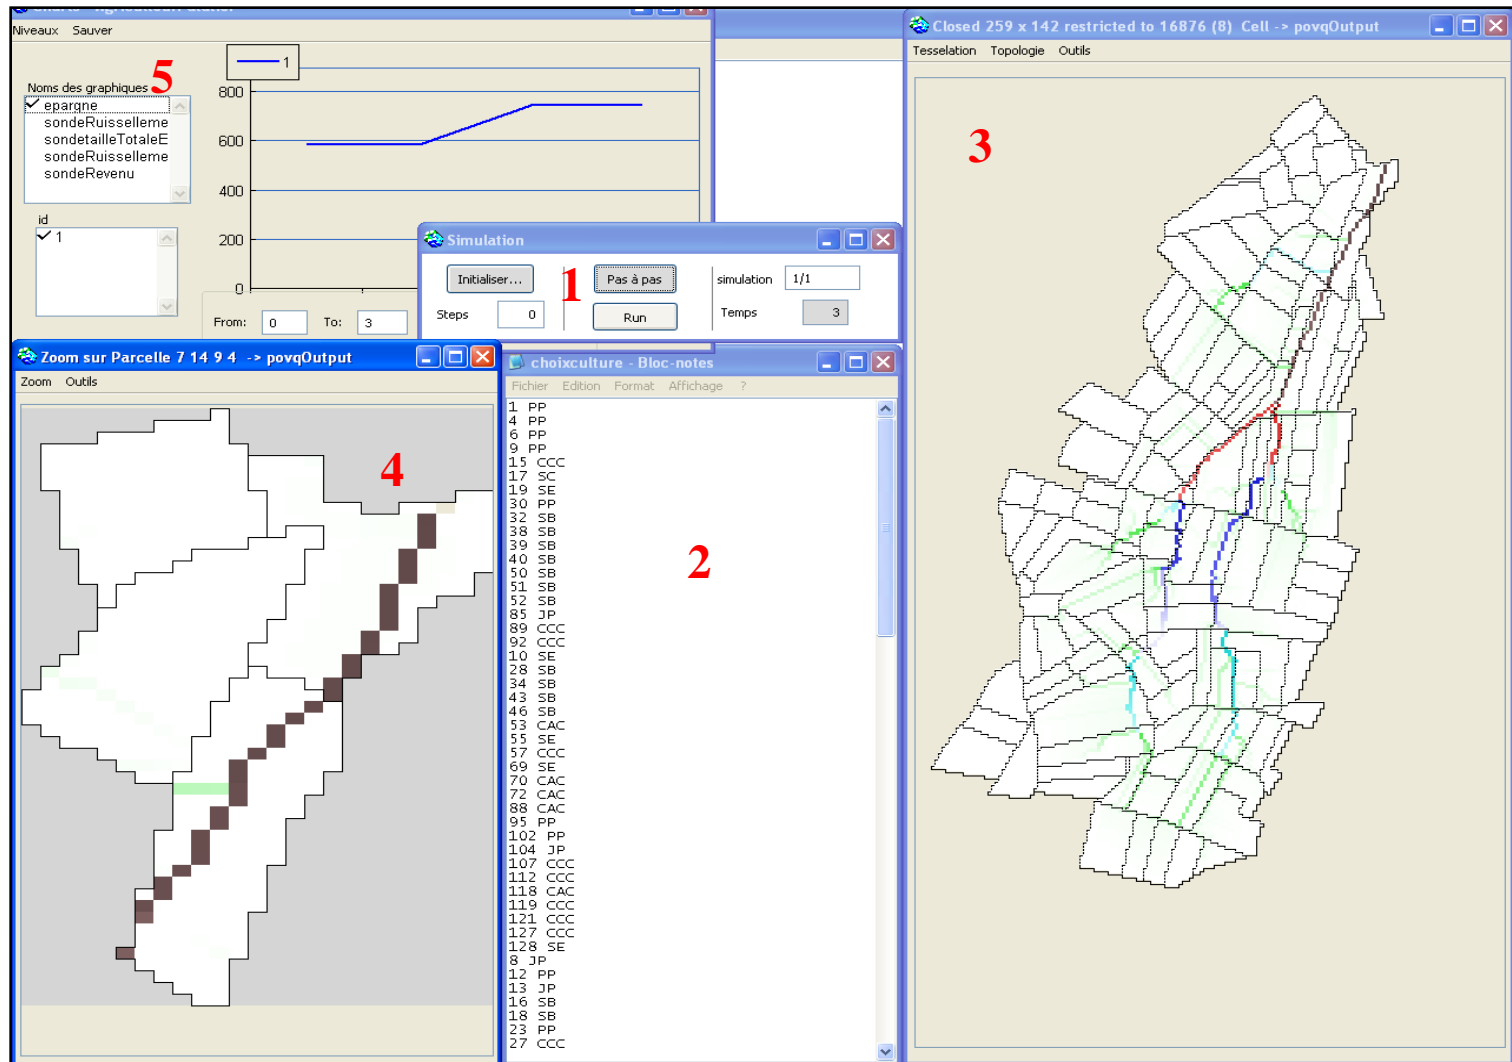 Niveaux Sauver
5
Noms des graphiques
epargne
sondeRuisselleme
sondetailleTotaleE
sondeRuisselleme
sondeRevenu
id
1
1
800
600
400
200
0
From: 0 To: 3
Simulation
Initialiser...
1
Pas à pas
simulation 1/1
Steps 0
Run
Temps 3
Zoom sur Parcelle 7 14 9 4 -> povqOutput
Zoom Outils
4
choixculture - Bloc-notes
Fichier Edition Format Affichage ?
2
1 PP
4 PP
6 PP
9 PP
15 CCC
17 SC
19 SE
30 PP
32 SB
38 SB
39 SB
40 SB
50 SB
51 SB
52 SB
85 JP
89 CCC
92 CCC
10 SE
28 SB
34 SB
43 SB
46 SB
53 CAC
55 SE
57 CCC
69 SE
70 CAC
72 CAC
88 CAC
95 PP
102 PP
104 JP
107 CCC
112 CCC
118 CAC
119 CCC
121 CCC
127 CCC
128 SE
8 JP
12 PP
13 JP
16 SB
18 SB
23 PP
27 CCC
Closed 259 x 142 restricted to 16876 (8) Cell -> povqOutput
Tesselation Topologie Outils
3